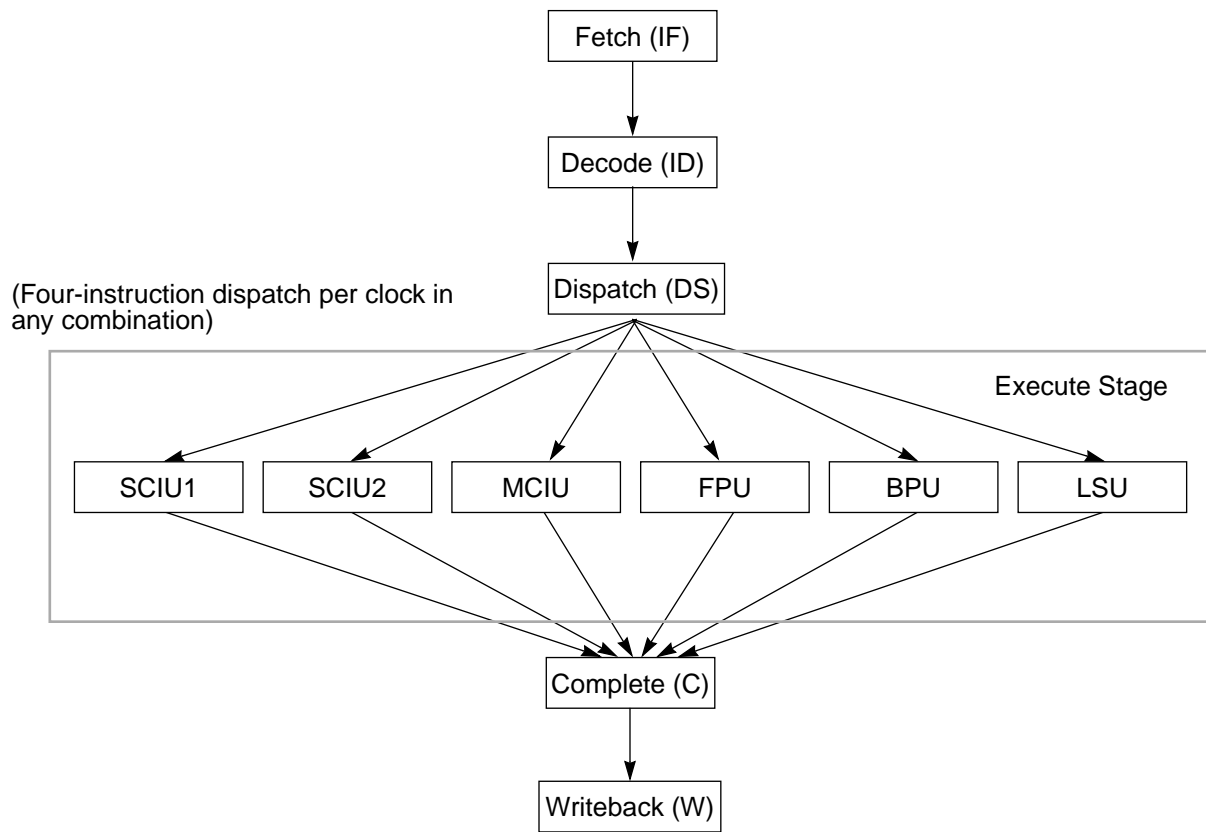 Fetch (IF)
Decode (ID)
Dispatch (DS)
(Four-instruction dispatch per clock in
any combination)
Execute Stage
SCIU1
SCIU2
MCIU
FPU
BPU
LSU
Complete (C)
Writeback (W)